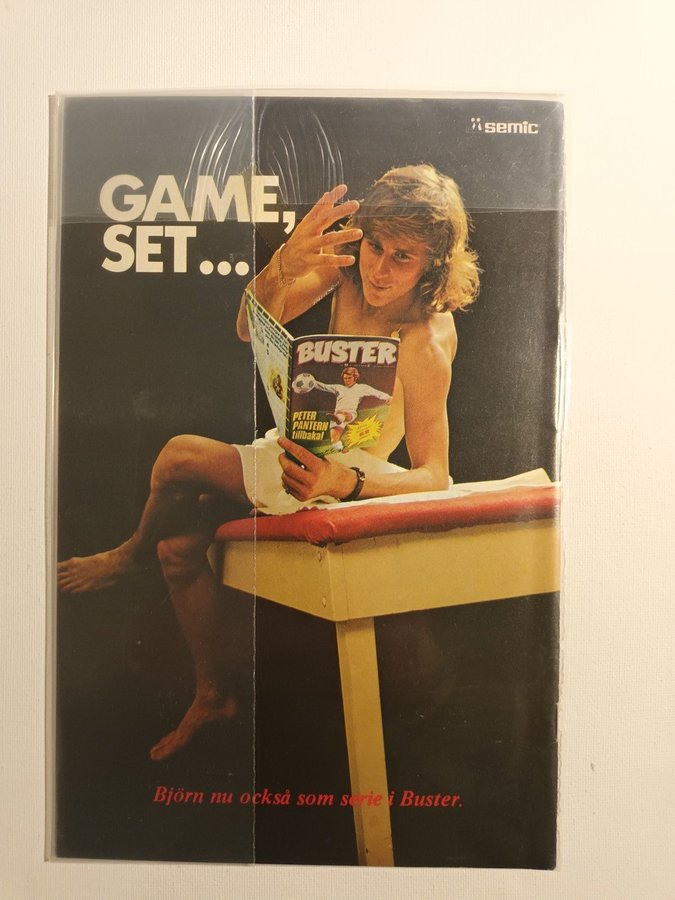 semic
GAME,
SET...
BUSTER
PETER
PANTERN
tillbaka!
Björn nu också som serie i Buster.